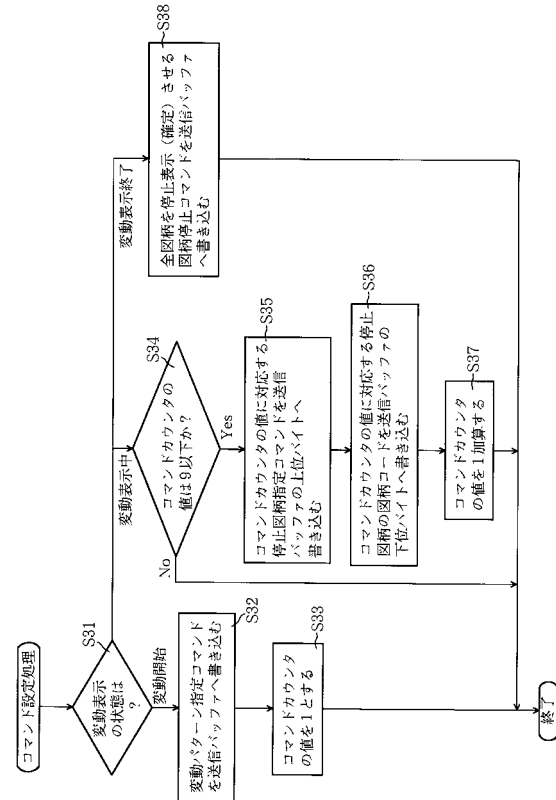 コマンド設定処理
S31
変動表示
の状態は
?
変動開始
変動表示中
変動表示終了
S32
変動パターン指定コマンド
を送信バッファへ書き込む
S33
コマンドカウンタ
の値を1とする
S34
コマンドカウンタの
値は9以下か?
No
Yes
S35
コマンドカウンタの値に対応する
停止図柄指定コマンドを送信
バッファの上位バイトへ
書き込む
S36
コマンドカウンタの値に対応する停止
図柄の図柄コードを送信バッファの
下位バイトへ書き込む
S37
コマンドカウンタ
の値を1加算する
S38
全図柄を停止表示(確定)させる
図柄停止コマンドを送信バッファ
へ書き込む
終了